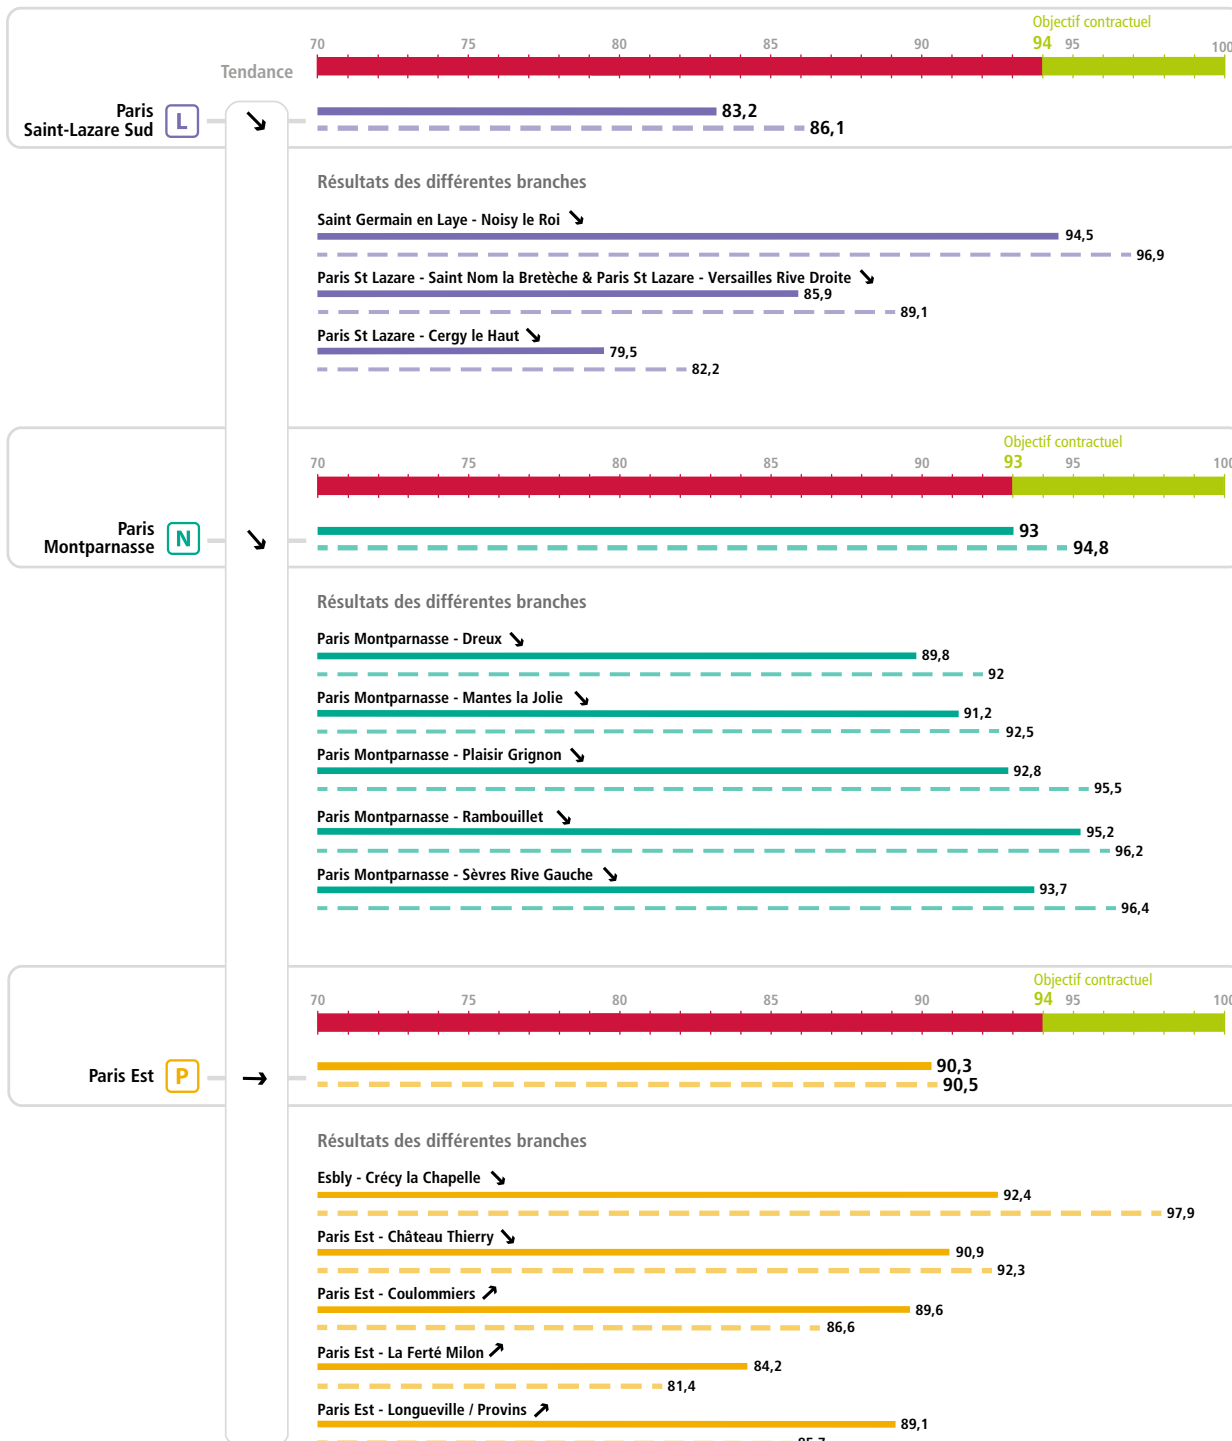 Objectif contractuel
70 75 80 85 90 94 95 100
Tendance
Paris
Saint-Lazare Sud L
83,2
86,1
Résultats des différentes branches
Saint Germain en Laye - Noisy le Roi
94,5
96,9
Paris St Lazare - Saint Nom la Bretèche & Paris St Lazare - Versailles Rive Droite
85,9
89,1
Paris St Lazare - Cergy le Haut
79,5
82,2
Objectif contractuel
70 75 80 85 90 93 95 100
Paris
Montparnasse N
93
94,8
Résultats des différentes branches
Paris Montparnasse - Dreux
89,8
92
Paris Montparnasse - Mantes la Jolie
91,2
92,5
Paris Montparnasse - Plaisir Grignon
92,8
95,5
Paris Montparnasse - Rambouillet
95,2
96,2
Paris Montparnasse - Sèvres Rive Gauche
93,7
96,4
Objectif contractuel
70 75 80 85 90 94 95 100
Paris Est P
90,3
90,5
Résultats des différentes branches
Esbly - Crécy la Chapelle
92,4
97,9
Paris Est - Château Thierry
90,9
92,3
Paris Est - Coulommiers
89,6
86,6
Paris Est - La Ferté Milon
84,2
81,4
Paris Est - Longueville / Provins
89,1